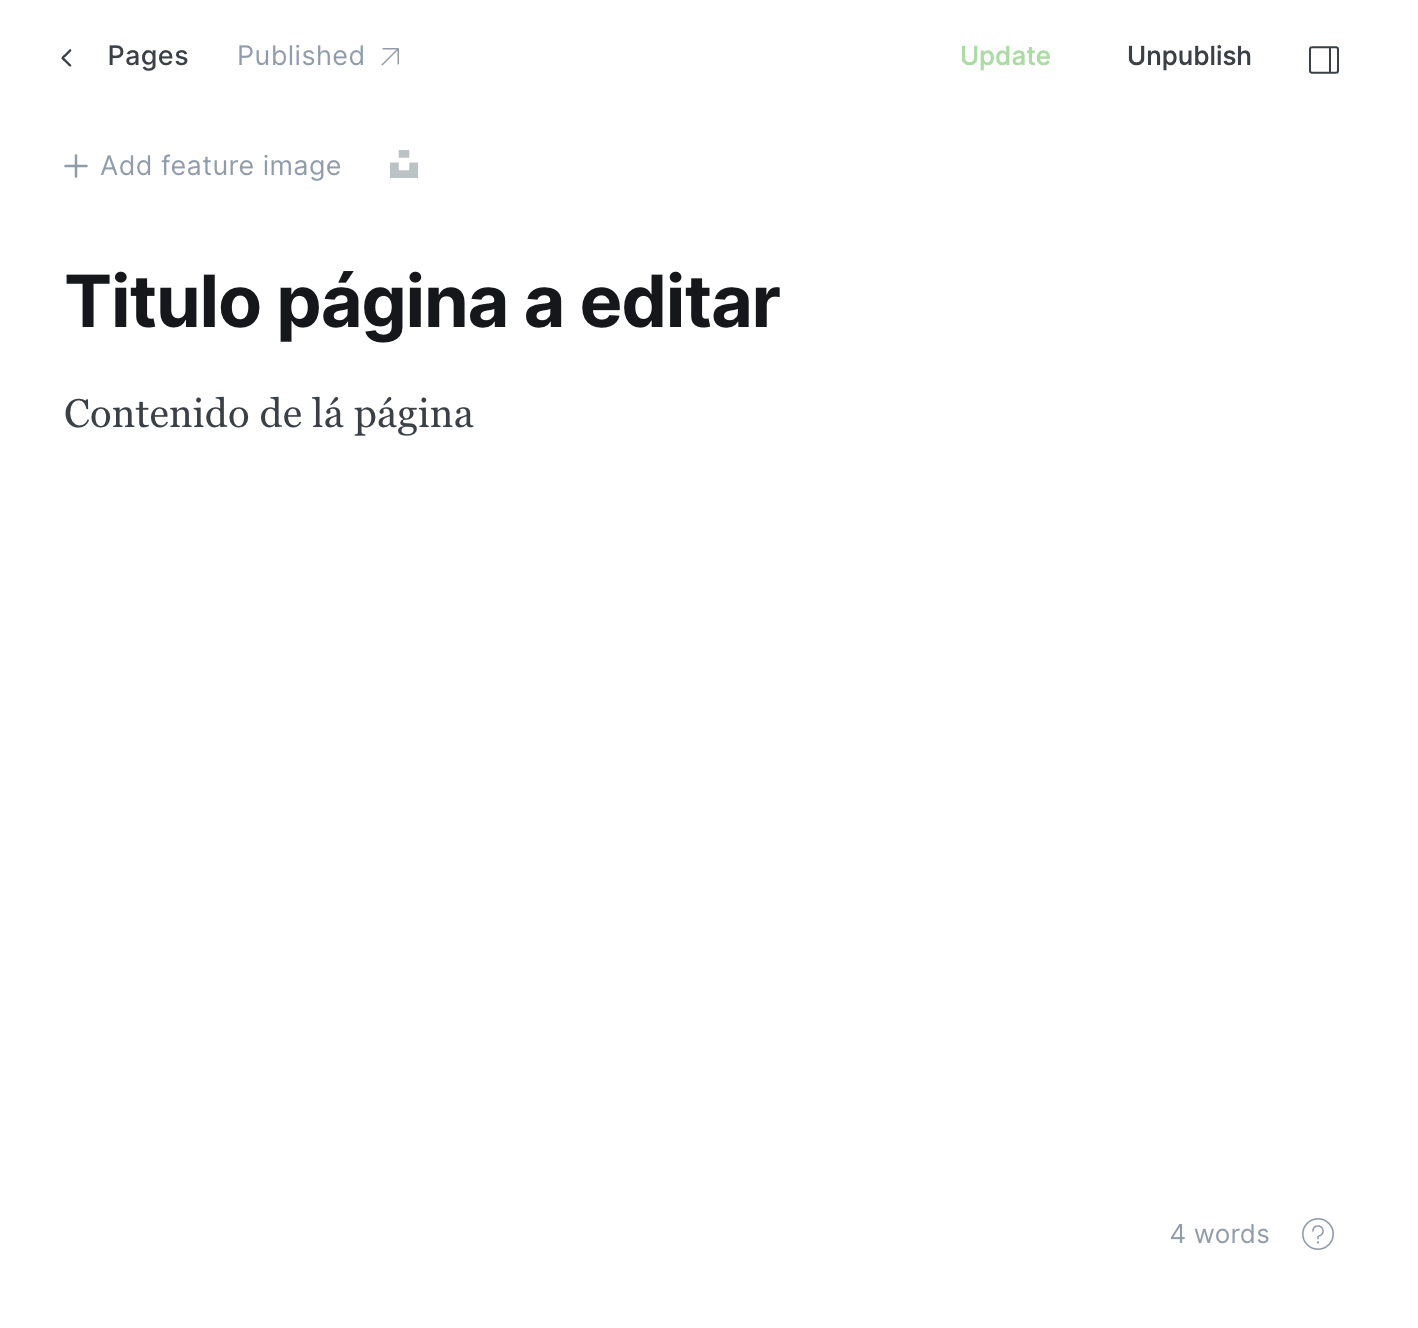 Pages Published Update Unpublish
Add feature image
Titulo página a editar
Contenido de lá página
4 words ?